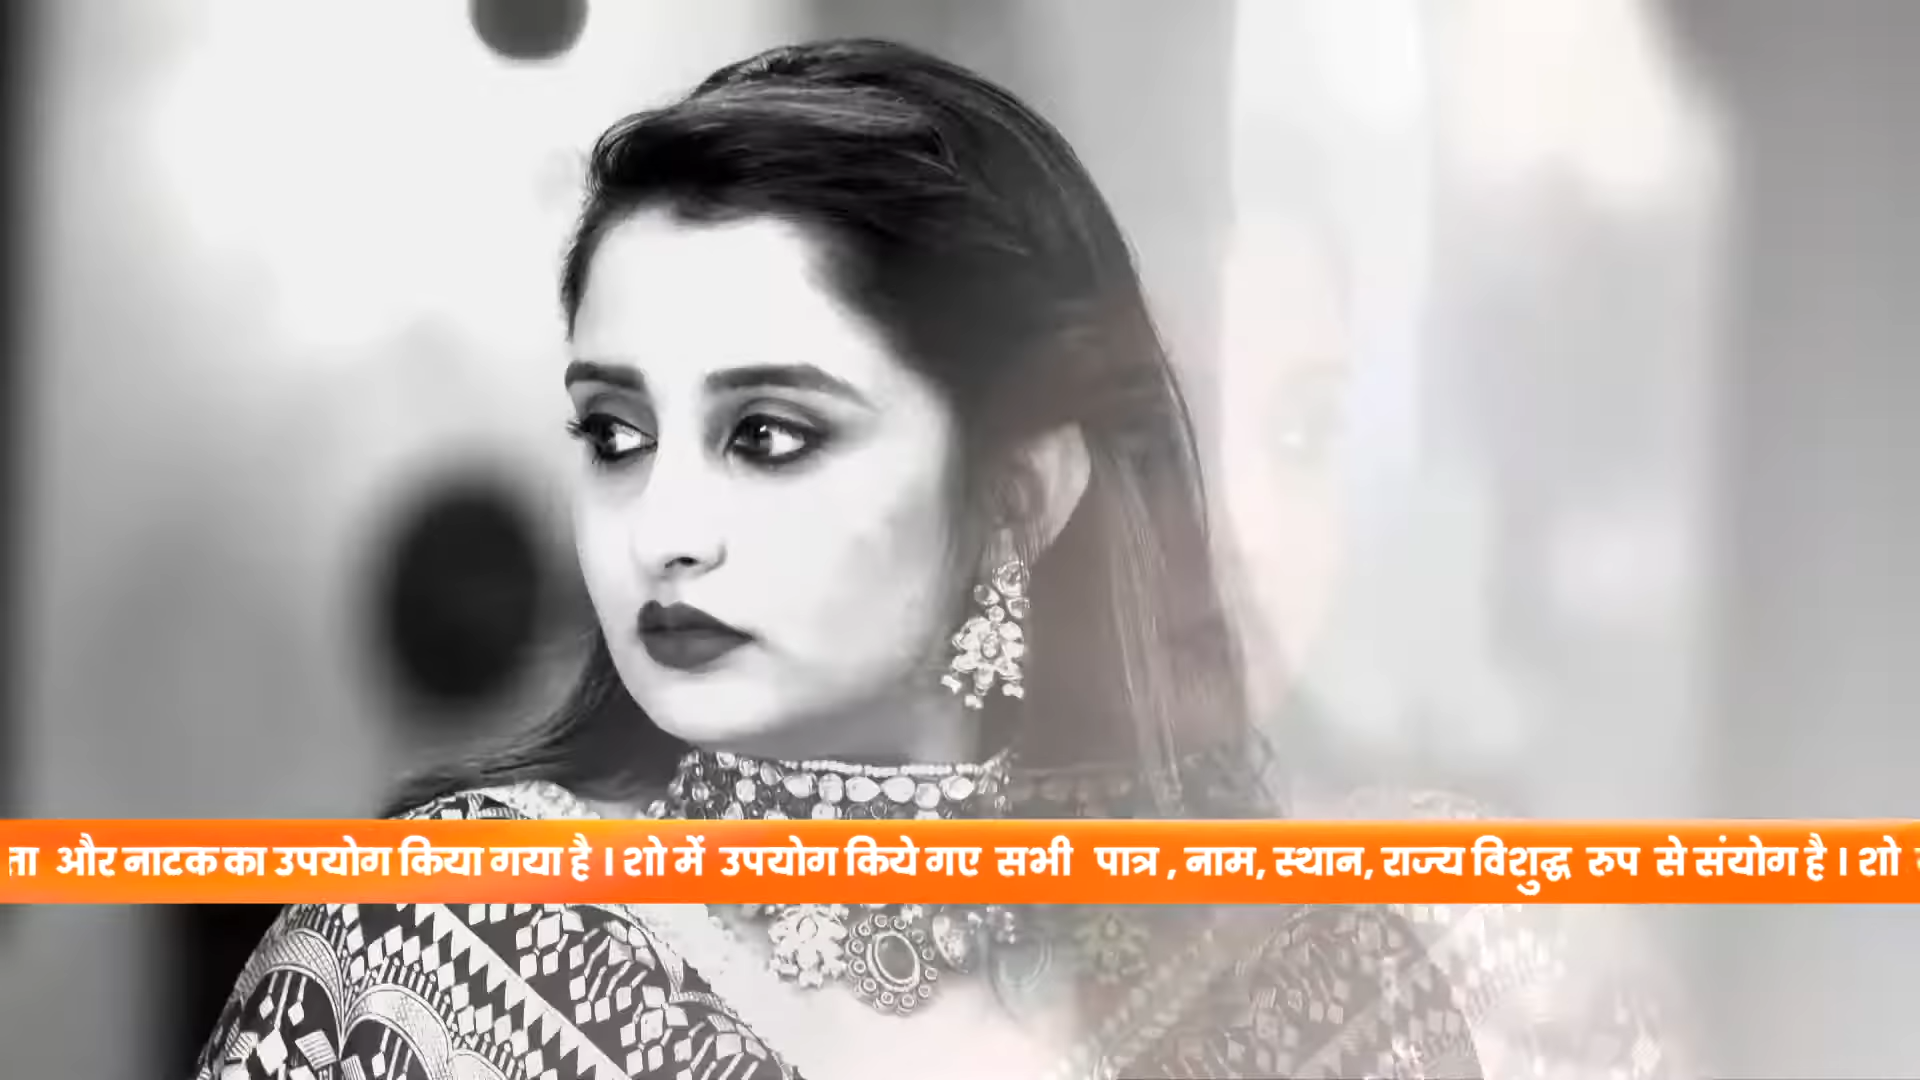 और नाटक का उपयोग किया गया है । शो में उपयोग किये गए सभी पात्र , नाम, स्थान, राज्य विशुद्ध रुप से संयोग है । शो